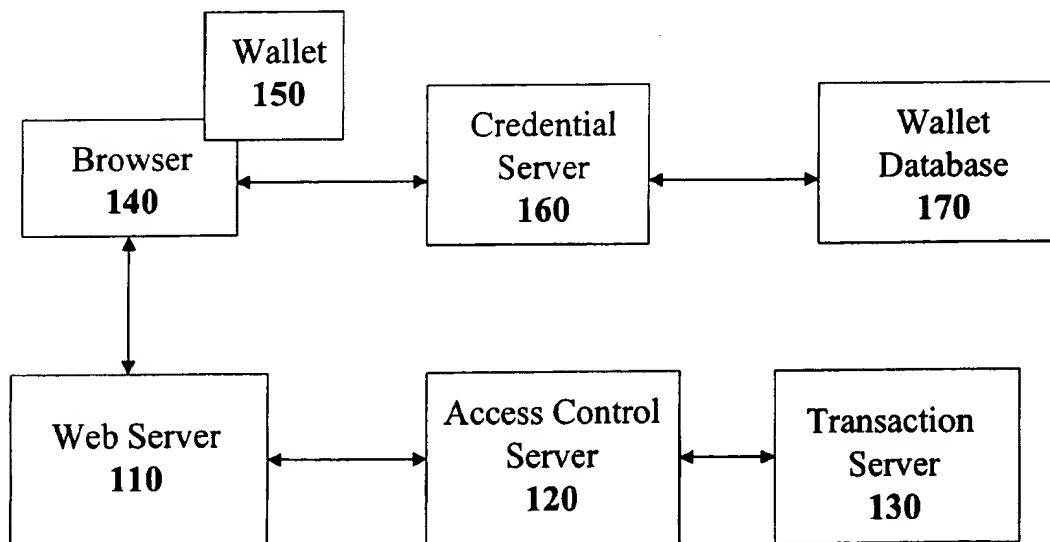 Wallet
150
Browser
140
Credential
Server
160
Wallet
Database
170
Web Server
110
Access Control
Server
120
Transaction
Server
130